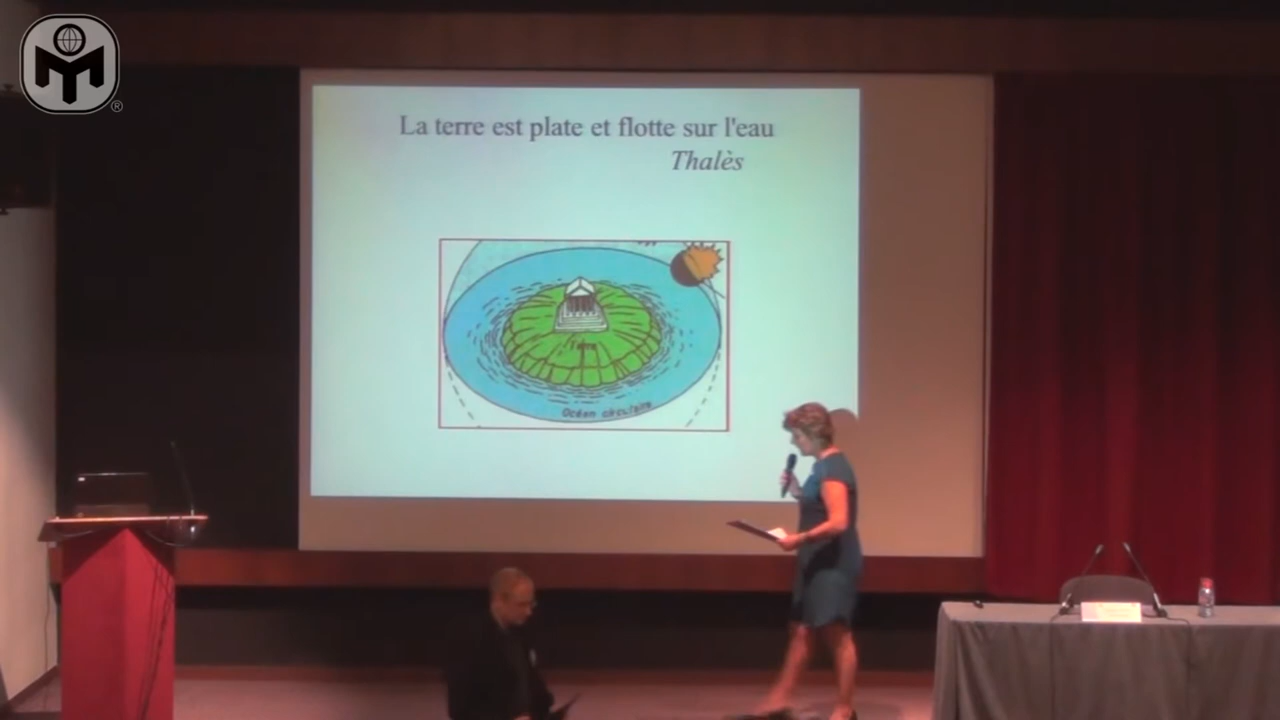 ®
La terre est plate et flotte sur l'eau
Thalès
Terre
Océan circulaire